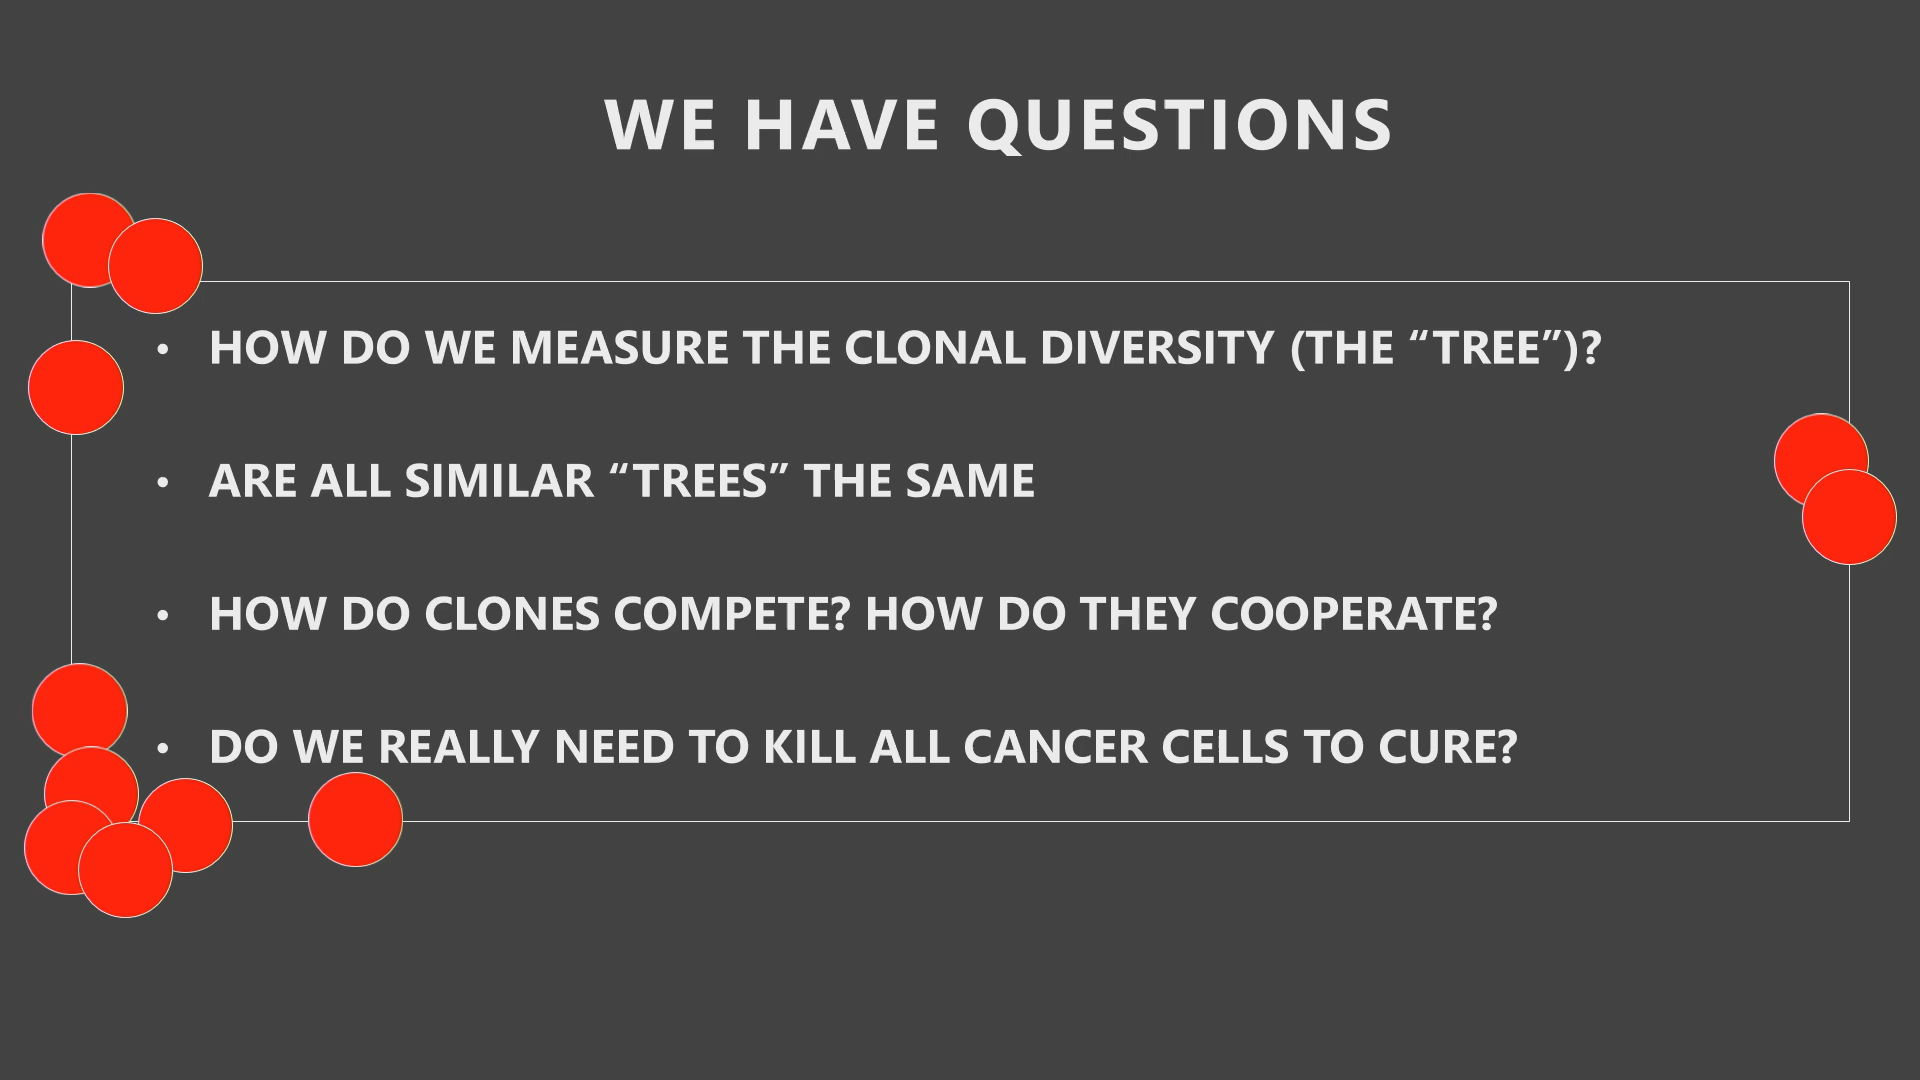 WE HAVE QUESTIONS
• HOW DO WE MEASURE THE CLONAL DIVERSITY (THE “TREE”)?
• ARE ALL SIMILAR “TREES” THE SAME
• HOW DO CLONES COMPETE? HOW DO THEY COOPERATE?
• DO WE REALLY NEED TO KILL ALL CANCER CELLS TO CURE?